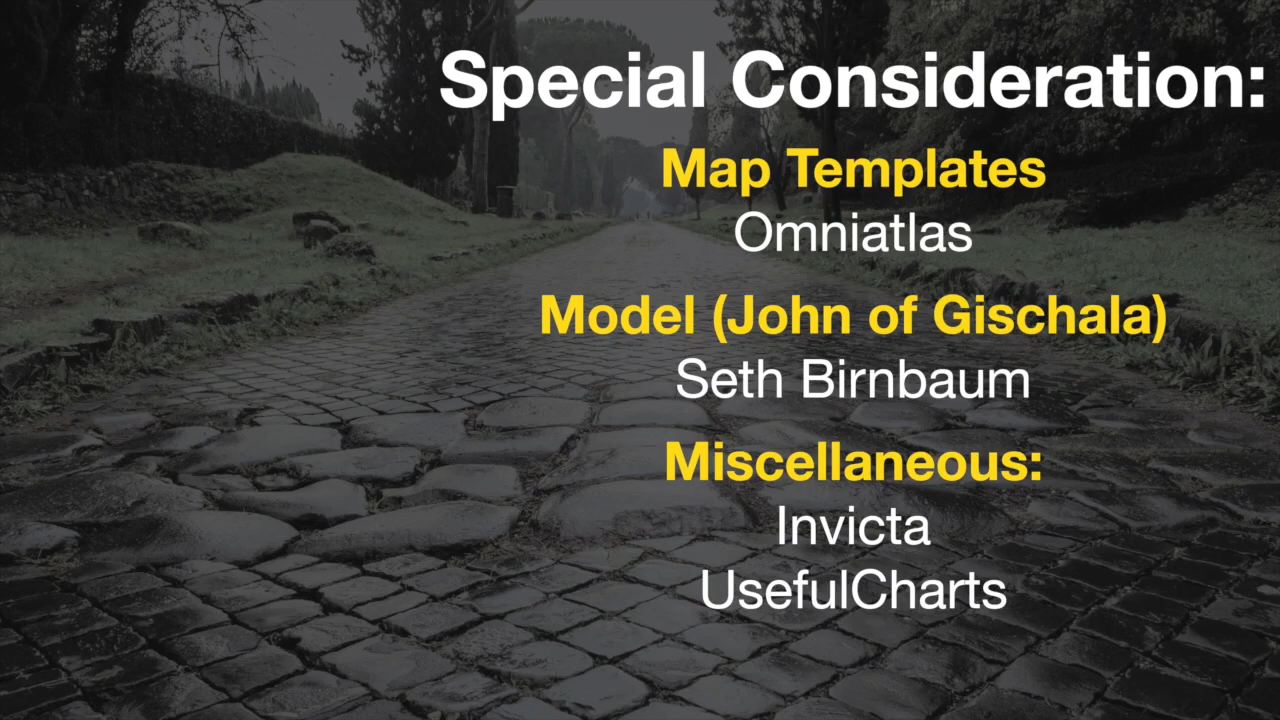 Special Consideration:
Map Templates
Omniatlas
Model (John of Gischala)
Seth Birnbaum
Miscellaneous:
Invicta
UsefulCharts